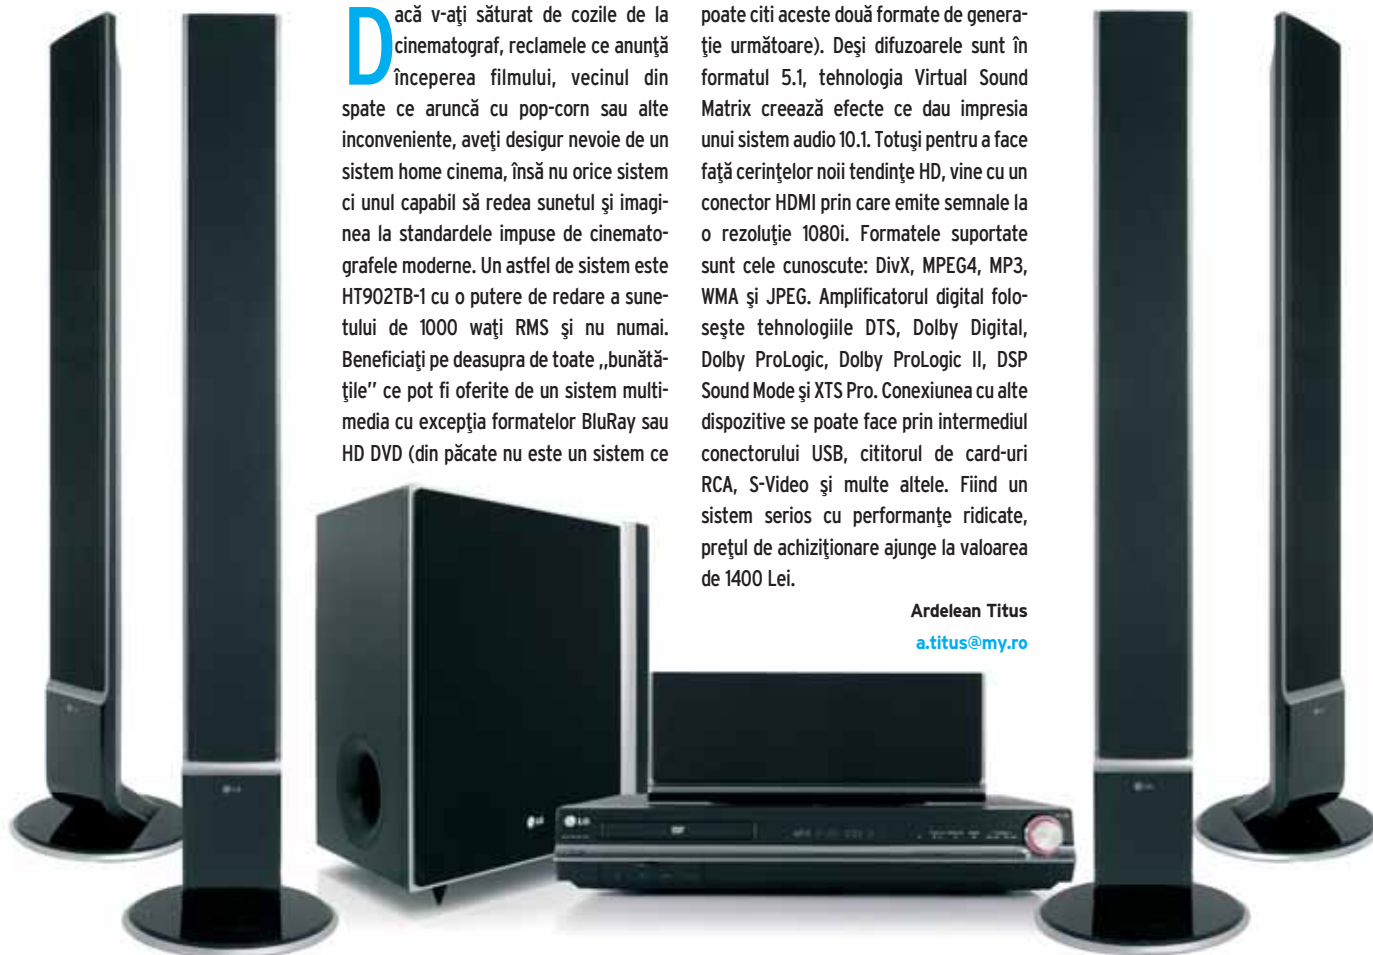 Dacă v-aţi săturat de cozile de la
cinematograf, reclamele ce anunţă
începerea filmului, vecinul din
spate ce aruncă cu pop-corn sau alte
inconveniente, aveţi desigur nevoie de un
sistem home cinema, însă nu orice sistem
ci unul capabil să redea sunetul şi imagi-
nea la standardele impuse de cinemato-
grafele moderne. Un astfel de sistem este
HT902TB-1 cu o putere de redare a sune-
tului de 1000 waţi RMS şi nu numai.
Beneficiaţi pe deasupra de toate ,,bunătă-
ţile’’ ce pot fi oferite de un sistem multi-
media cu excepţia formatelor BluRay sau
HD DVD (din păcate nu este un sistem ce
poate citi aceste două formate de genera-
ţie următoare). Deşi difuzoarele sunt în
formatul 5.1, tehnologia Virtual Sound
Matrix creează efecte ce dau impresia
unui sistem audio 10.1. Totuşi pentru a face
faţă cerinţelor noii tendinţe HD, vine cu un
conector HDMI prin care emite semnale la
o rezoluţie 1080i. Formatele suportate
sunt cele cunoscute: DivX, MPEG4, MP3,
WMA şi JPEG. Amplificatorul digital folo-
seşte tehnologiile DTS, Dolby Digital,
Dolby ProLogic, Dolby ProLogic II, DSP
Sound Mode şi XTS Pro. Conexiunea cu alte
dispozitive se poate face prin intermediul
conectorului USB, cititorul de card-uri
RCA, S-Video şi multe altele. Fiind un
sistem serios cu performanţe ridicate,
preţul de achiziţionare ajunge la valoarea
de 1400 Lei.
Ardelean Titus
a.titus@my.ro
LG
LG
LG
DVD